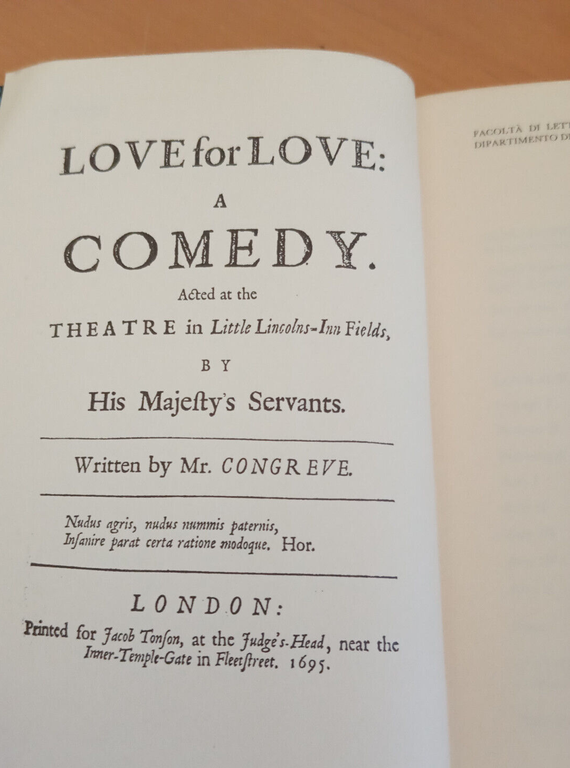 LOVE for LOVE:
A
COMEDY.
Acted at the
THEATRE in Little Lincolns-Inn Fields,
BY
His Majeſty's Servants.
Written by Mr. CONGREVE.
Nudus agris, nudus nummis paternis,
Inſanire parat certa ratione modoque. Hor.
LONDON:
Printed for Jacob Tonſon, at the Judge's-Head, near the
Inner-Temple-Gate in Fleetſtreet. 1695.
FACOLTÀ DI LETT
DIPARTIMENTO DI